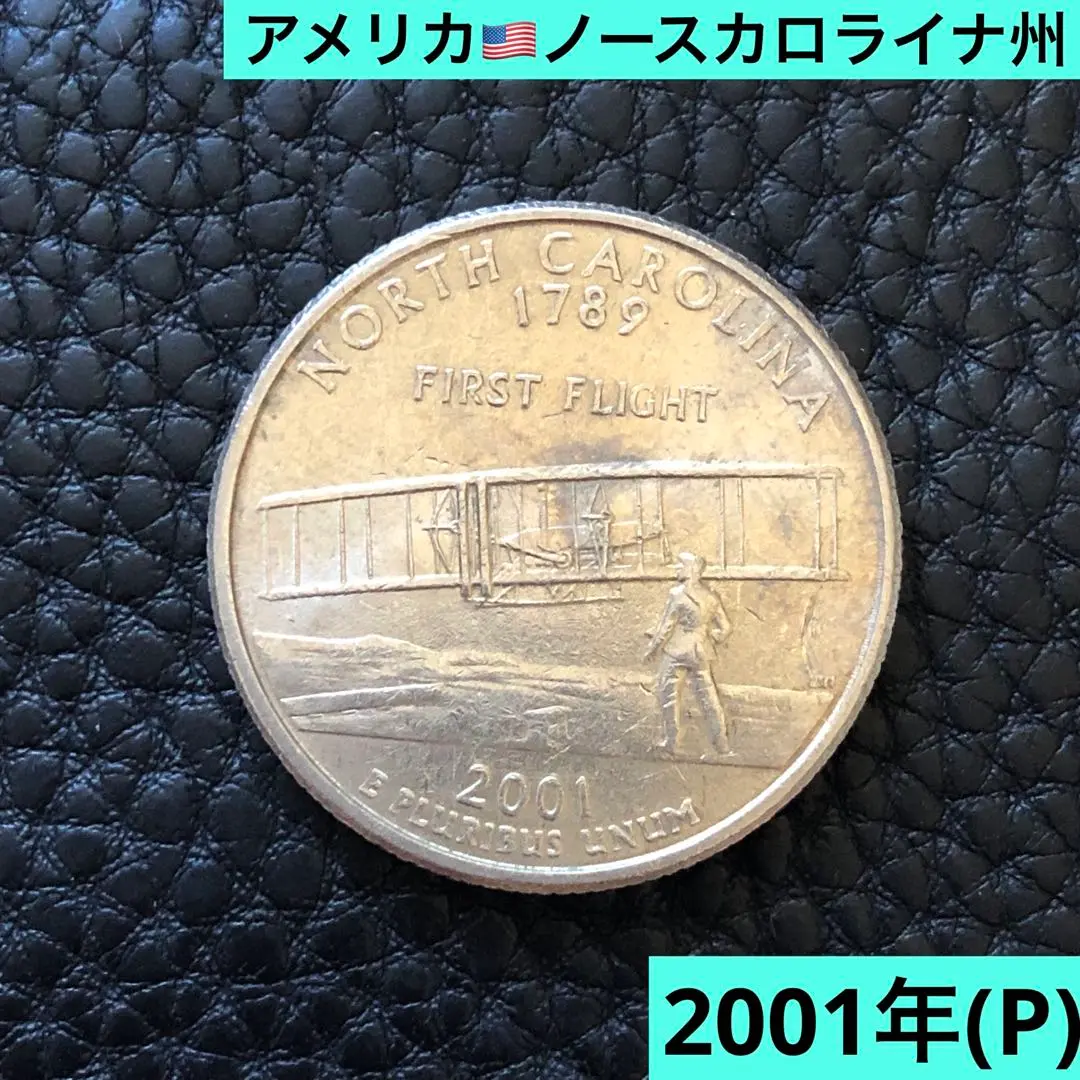 アメリカ🇺🇸ノースカロライナ州
NORTH CAROLINA
1789
FIRST FLIGHT
2001
E PLURIBUS UNUM
2001年(P)